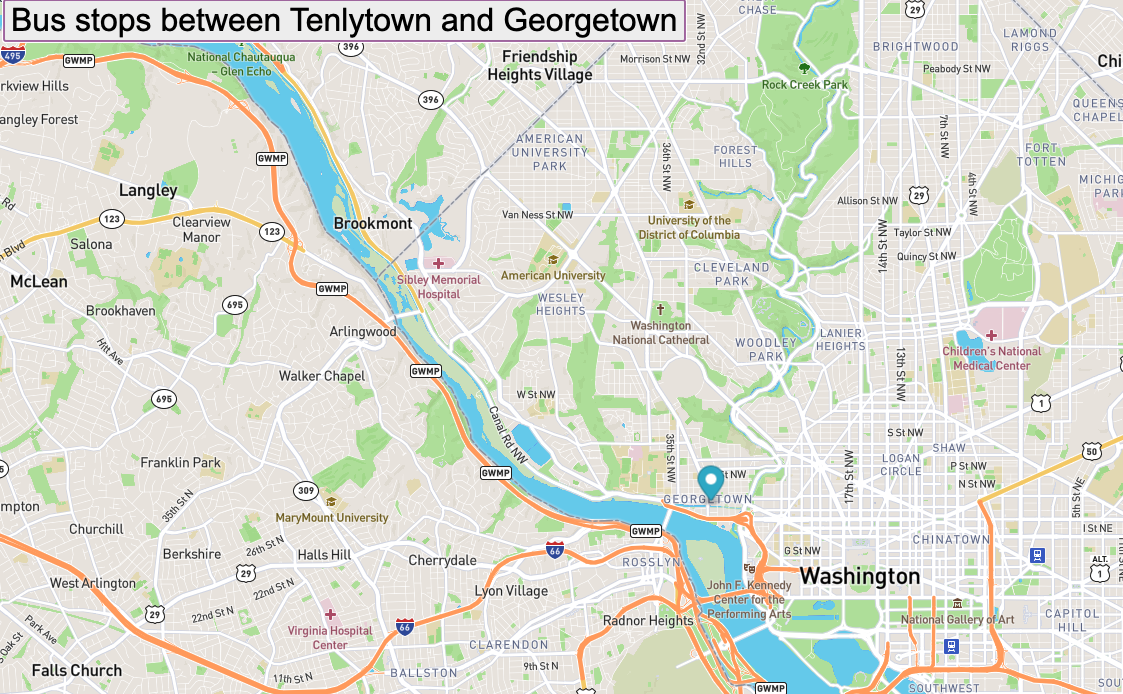 Bus stops between Tenlytown and Georgetown
32nd St NW
CHASE
29
495
GWMP
396
National Chautauqua
– Glen Echo
Friendship
Heights Village
Morrison St NW
BRIGHTWOOD
LAMOND
RIGGS
Peabody St NW
Chi
rkview Hills
Rock Creek Park
396
QUEENS
CHAPEL
angley Forest
AMERICAN
UNIVERSITY
PARK
36th St NW
FOREST
HILLS
7th St NW
FORT
TOTTEN
GWMP
4th St NW
MICHIG
PARK
Langley
Rd
123
Clearview
Manor
123
Brookmont
Van Ness St NW
University of the
District of Columbia
Allison St NW
29
14th St NW
Taylor St NW
Quincy St NW
n Blvd
Salona
McLean
GWMP
Sibley Memorial
Hospital
American University
CLEVELAND
PARK
Brookhaven
695
WESLEY
HEIGHTS
Arlingwood
Washington
National Cathedral
WOODLEY
PARK
LANIER
HEIGHTS
Children's National
Medical Center
Hitt Ave
Walker Chapel
GWMP
13th St NW
695
W St NW
1
Canal Rd NW
35th St NW
S St NW
SHAW
50
LOGAN
CIRCLE
P St NW
N St NW
17th St NW
5
Franklin Park
GWMP
St NW
GEORGETOWN
309
35th St N
MaryMount University
5th St NE
mpton
Churchill
GWMP
I St NE
CHINATOWN
26th St N
Berkshire
Halls Hill
66
G St NW
Cherrydale
ROSSLYN
ALT.
1
29
22nd St N
West Arlington
Lyon Village
John F. Kennedy
Center for the
Performing Arts
Washington
29
22nd St N
Radnor Heights
National Gallery of Art
CAPITOL
HILL
Park Ave
Virginia Hospital
Center
66
CLARENDON
Oak St
Falls Church
11th St N
BALLSTON
9th St N
GWMP
SOUTHWEST
SOU